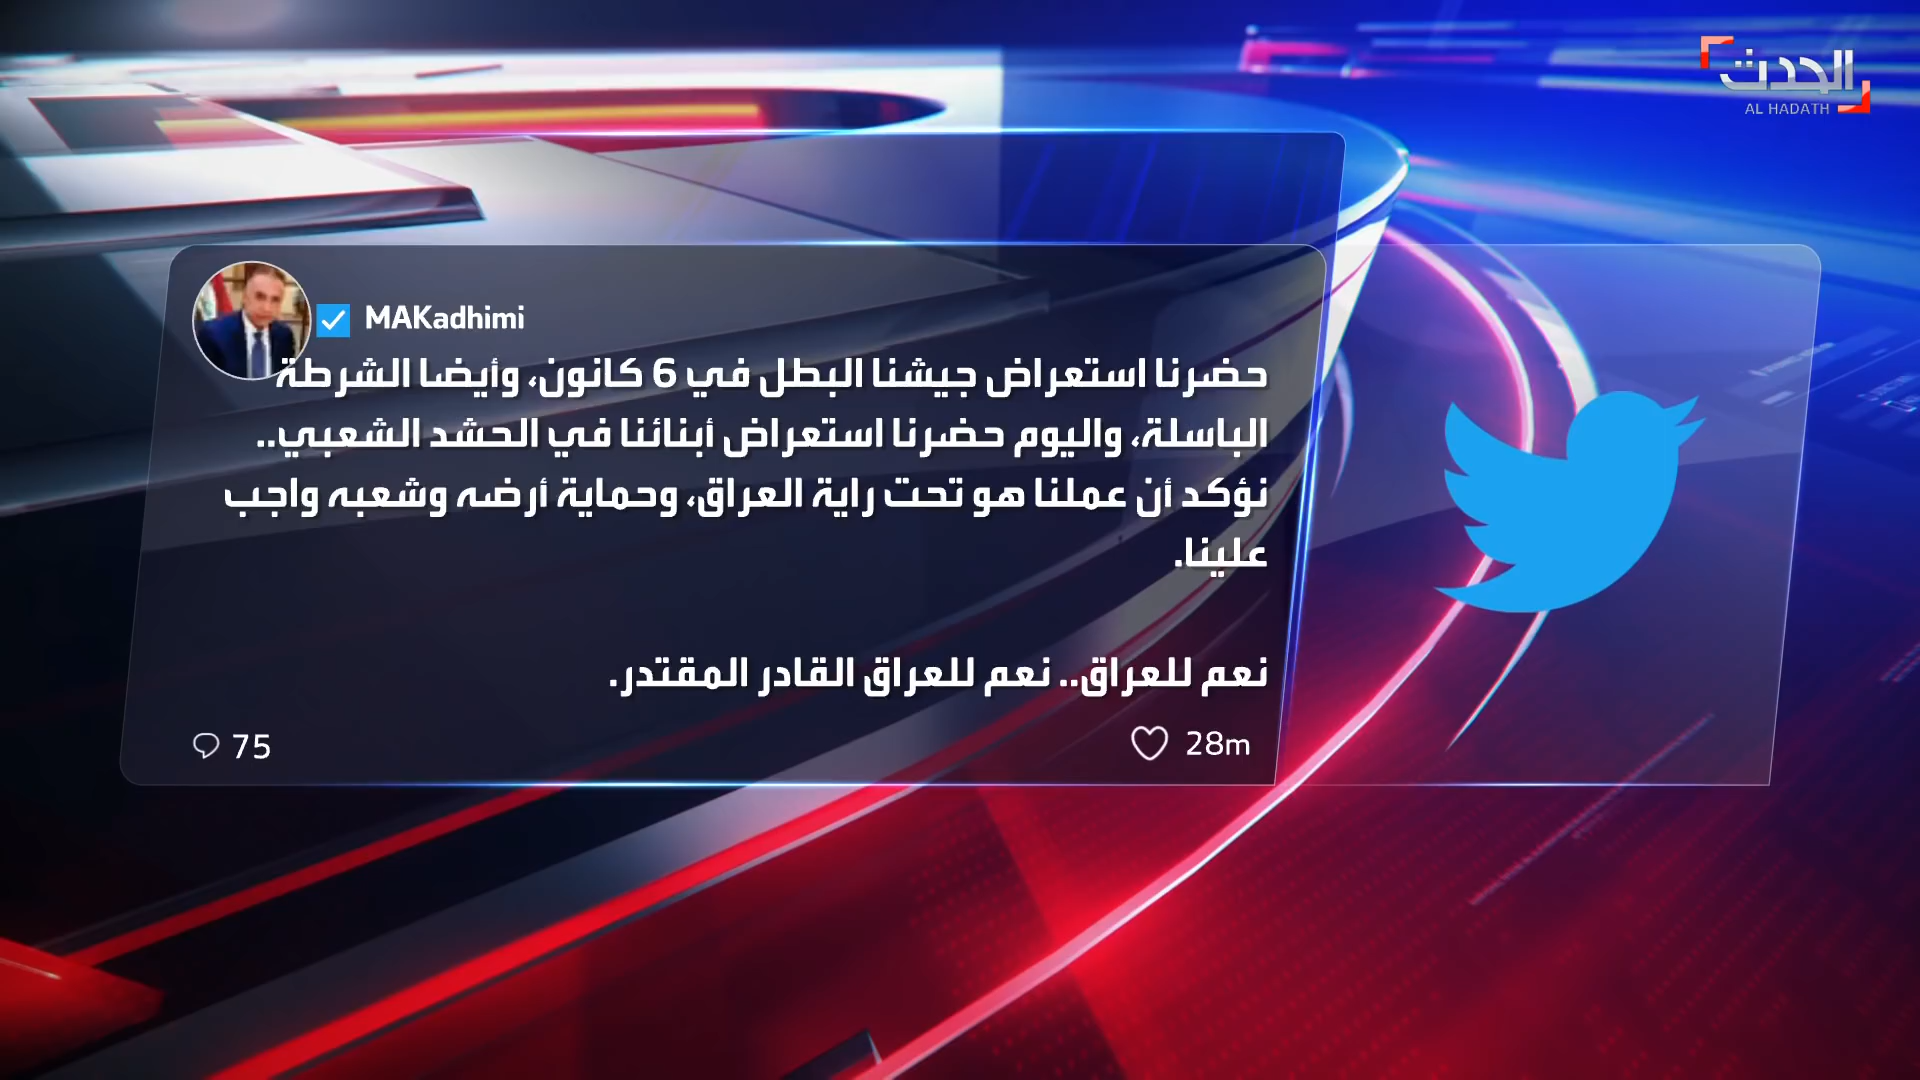 الحدث
AL HADATH
MAKadhimi
حضرنا استعراض جيشنا البطل في 6 كانون، وأيضا الشرطة
الباسلة، واليوم حضرنا استعراض أبنائنا في الحشد الشعبي..
نؤكد أن عملنا هو تحت راية العراق، وحماية أرضه وشعبه واجب
علينا.
نعم للعراق.. نعم للعراق القادر المقتدر.
75
28m